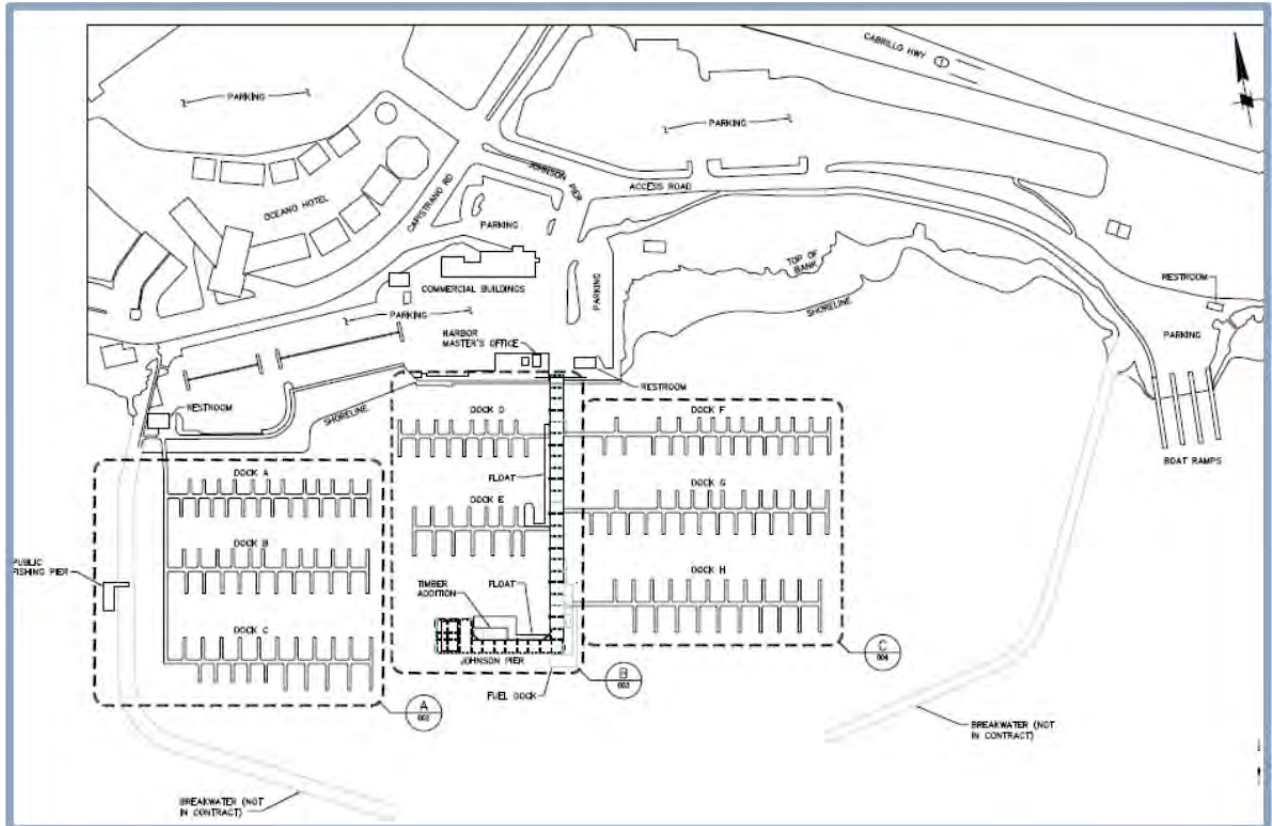 CABRILLO HWY
1
PARKING
PARKING
JOHNSON PIER
ACCESS ROAD
OCEANO HOTEL
CAPISTRANO RD
PARKING
TOP OF
BANK
RESTROOM
COMMERCIAL BUILDINGS
PARKING
SHORELINE
PARKING
HARBOR
MASTER'S OFFICE
PARKING
RESTROOM
RESTROOM
SHORELINE
DOCK D
DOCK F
BOAT RAMPS
DOCK A
FLOAT
DOCK G
DOCK E
DOCK B
PUBLIC
FISHING PIER
TIMBER
ADDITION
FLOAT
DOCK H
DOCK C
JOHNSON PIER
C
004
B
003
FUEL DOCK
A
002
BREAKWATER (NOT
IN CONTRACT)
BREAKWATER (NOT
IN CONTRACT)